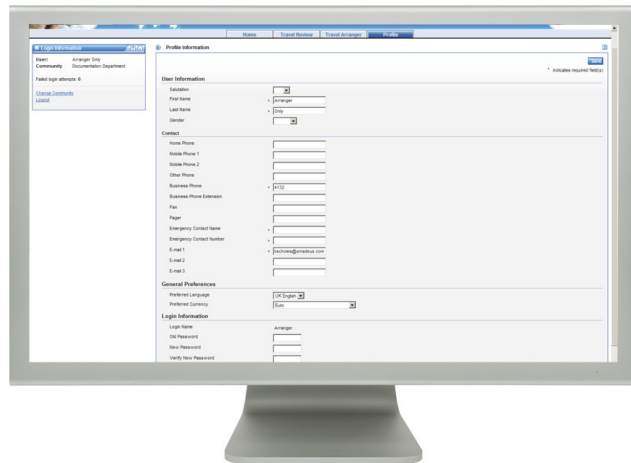 Home Travel Review Travel Arranger Profile
Login Information
User: Arranger Only
Community Documentation Department
Failed login attempts: 0
Change Community
Logout
Profile Information
Save
* Indicates required field(s)
User Information
Salutation
First Name * Arranger
Last Name * Only
Gender
Contact
Home Phone
Mobile Phone 1
Mobile Phone 2
Other Phone
Business Phone * 4132
Business Phone Extension
Fax
Pager
Emergency Contact Name *
Emergency Contact Number *
E-mail 1 *
E-mail 2
E-mail 3
General Preferences
Preferred Language UK English
Preferred Currency Euro
Login Information
Login Name Arranger
Old Password
New Password
Verify New Password